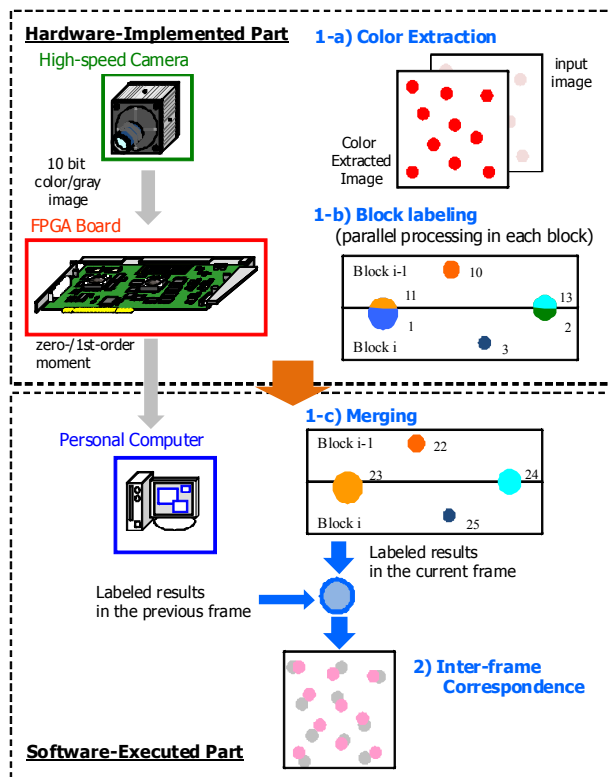 Hardware-Implemented Part
High-speed Camera
10 bit
color/gray
image
FPGA Board
zero-/1st-order
moment
1-a) Color Extraction
input
image
Color
Extracted
Image
1-b) Block labeling
(parallel processing in each block)
Block i-1
10
11
13
1
2
Block i
3
Personal Computer
1-c) Merging
Block i-1
22
23
24
Block i
25
Labeled results
in the current frame
Labeled results
in the previous frame
2) Inter-frame
Correspondence
Software-Executed Part